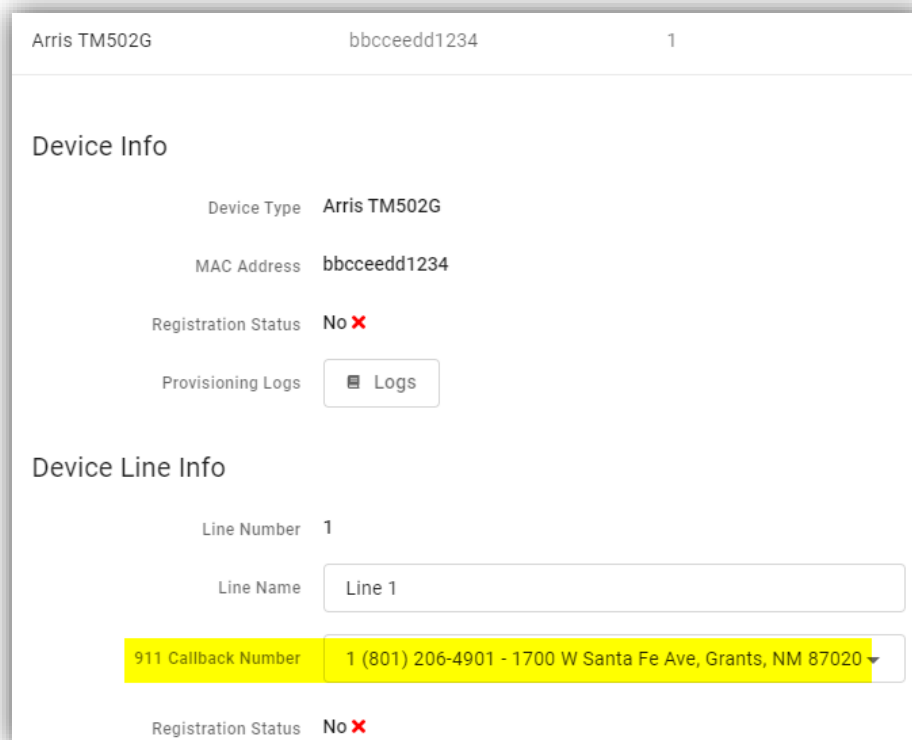 Arris TM502G bbcceedd1234 1
Device Info
Device Type Arris TM502G
MAC Address bbcceedd1234
Registration Status No
Provisioning Logs Logs
Device Line Info
Line Number 1
Line Name Line 1
911 Callback Number 1 (801) 206-4901 - 1700 W Santa Fe Ave, Grants, NM 87020
Registration Status No